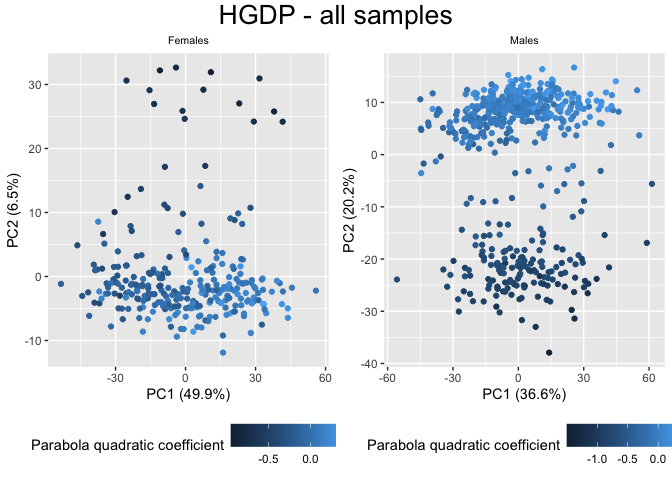 HGDP - all samples
Females
Males
30
20
10
0
-10
PC2 (6.5%)
-30
0
30
60
PC1 (49.9%)
10
0
-10
-20
-30
-40
PC2 (20.2%)
-60
-30
0
30
60
PC1 (36.6%)
Parabola quadratic coefficient
-0.5
0.0
Parabola quadratic coefficient
-1.0
-0.5
0.0